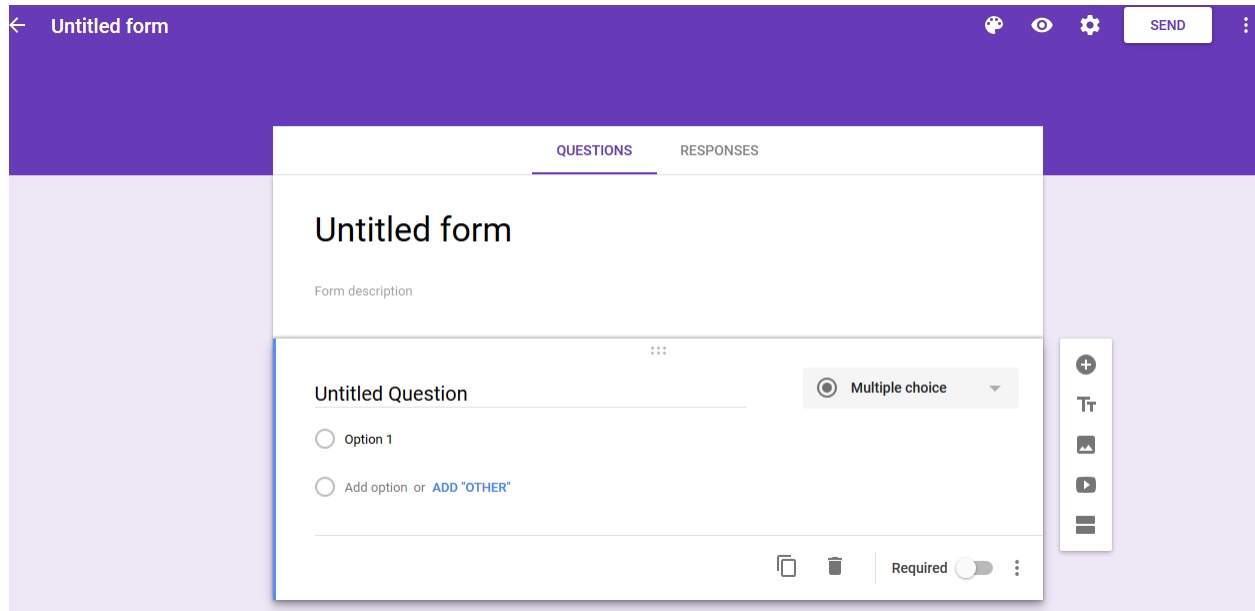 Untitled form
SEND
QUESTIONS RESPONSES
Untitled form
Form description
Untitled Question
Multiple choice
Option 1
Add option or ADD "OTHER"
Required